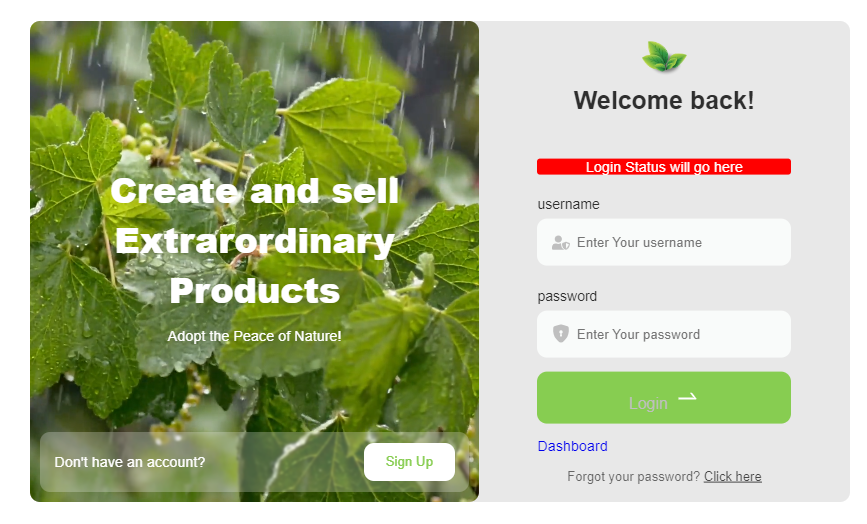 Create and sell
Extrarordinary
Products
Adopt the Peace of Nature!
Don't have an account?
Sign Up
Welcome back!
Login Status will go here
username
Enter Your username
password
Enter Your password
Login
Dashboard
Forgot your password? Click here